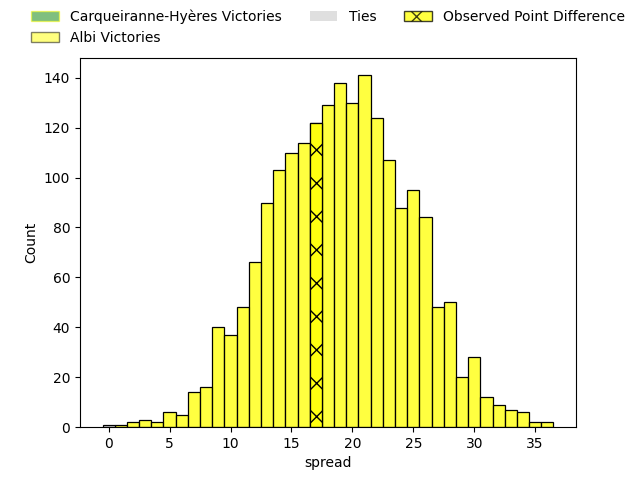 Carqueiranne-Hyères Victories
Ties
Observed Point Difference
Albi Victories
140
120
100
80
60
40
20
0
Count
0 5 10 15 20 25 30 35
spread